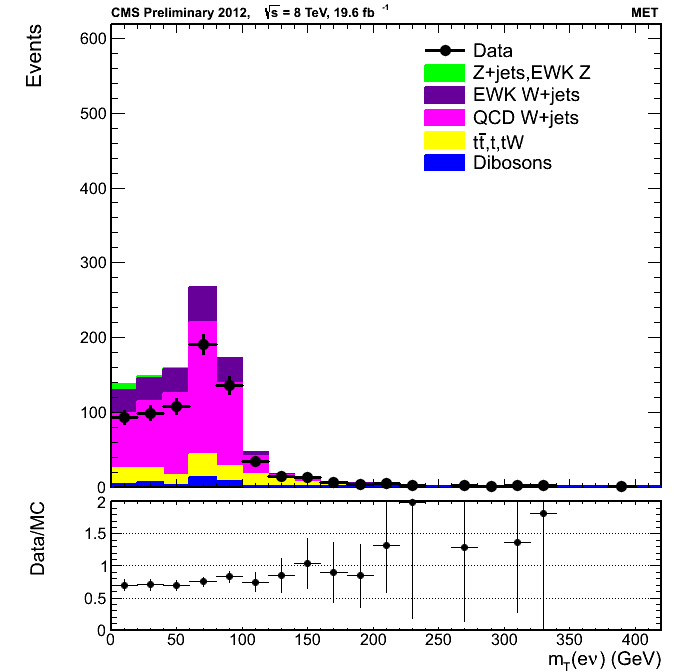 CMS Preliminary 2012, √s = 8 TeV, 19.6 fb⁻¹ MET
Events
600
500
400
300
200
100
0
Data
Z+jets,EWK Z
EWK W+jets
QCD W+jets
tt̄,t,tW
Dibosons
Data/MC
2
1.5
1
0.5
0
0 50 100 150 200 250 300 350 400
m_T(eν) (GeV)